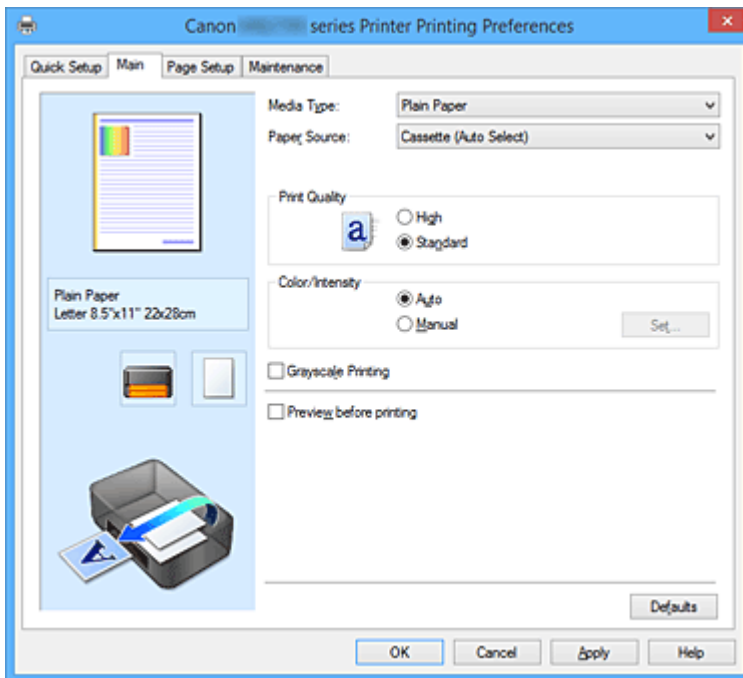 Canon series Printer Printing Preferences
Quick Setup Main Page Setup Maintenance
Media Type: Plain Paper
Paper Source: Cassette (Auto Select)
Print Quality
a
High
Standard
Color/Intensity
Auto
Manual
Set...
Plain Paper
Letter 8.5"x11" 22x28cm
Grayscale Printing
Preview before printing
A
Defaults
OK Cancel Apply Help